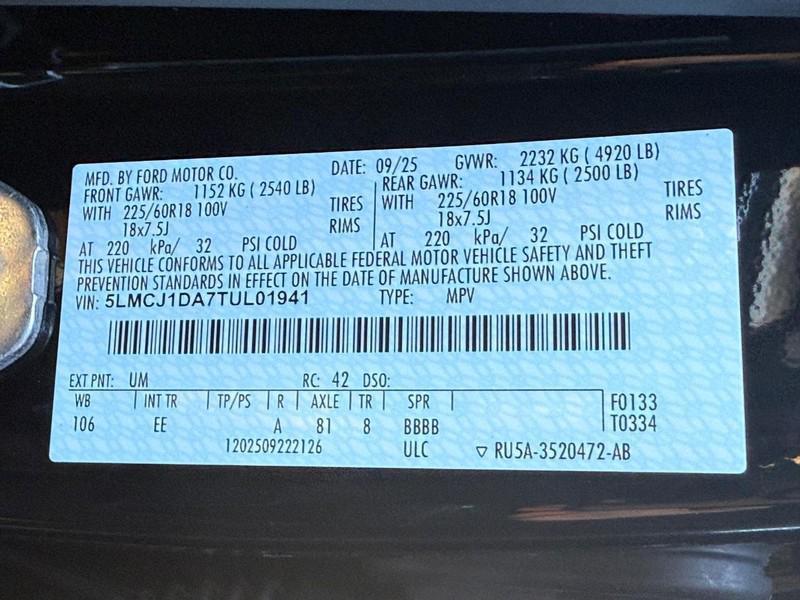 MFD. BY FORD MOTOR CO. DATE: 09/25 GVWR: 2232 KG ( 4920 LB)
FRONT GAWR: 1152 KG ( 2540 LB) REAR GAWR: 1134 KG ( 2500 LB)
WITH 225/60R18 100V TIRES WITH 225/60R18 100V TIRES
18x7.5J RIMS 18x7.5J RIMS
AT 220 kPa/ 32 PSI COLD AT 220 kPa/ 32 PSI COLD
THIS VEHICLE CONFORMS TO ALL APPLICABLE FEDERAL MOTOR VEHICLE SAFETY AND THEFT
PREVENTION STANDARDS IN EFFECT ON THE DATE OF MANUFACTURE SHOWN ABOVE.
VIN: 5LMCJ1DA7TUL01941 TYPE: MPV
EXT PNT: UM RC: 42 DSO:
WB INT TR TP/PS R AXLE TR SPR F0133
106 EE A 81 8 BBBB T0334
1202509222126 ULC ▽ RU5A-3520472-AB